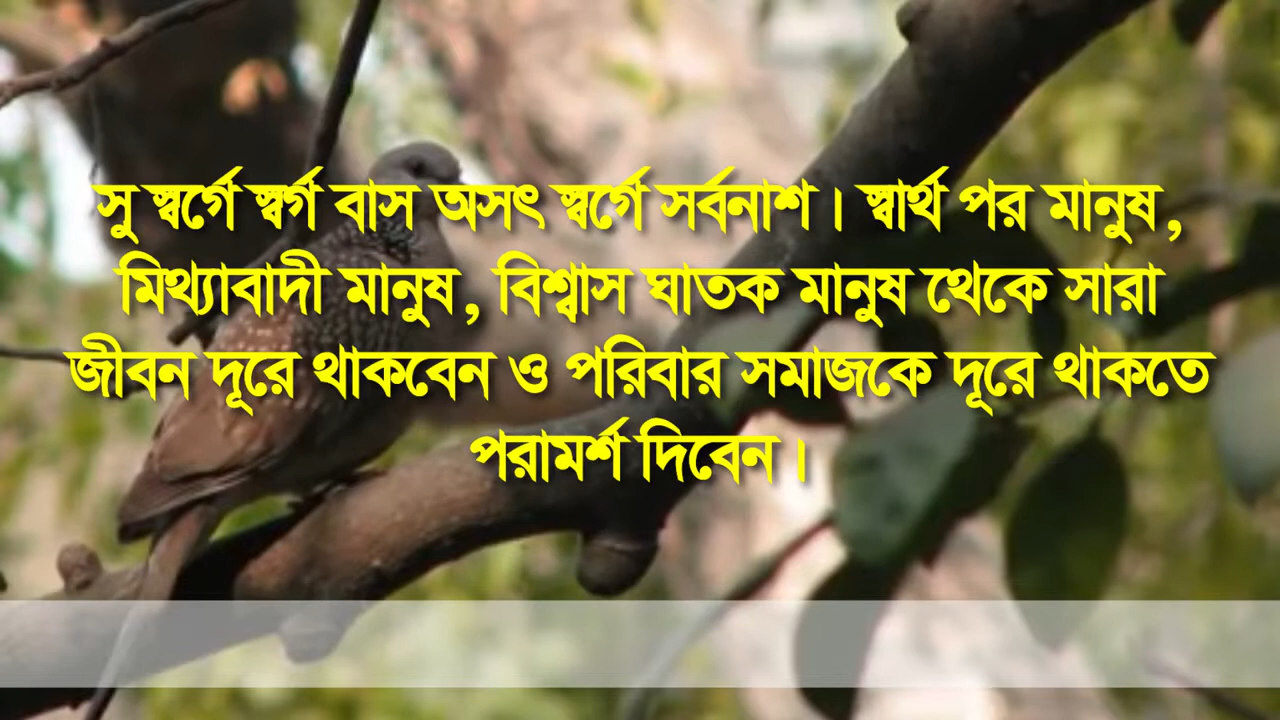 সু স্বর্গে স্বর্গ বাস অসৎ স্বর্গে সর্বনাশ। স্বার্থ পর মানুষ,
মিথ্যাবাদী মানুষ, বিশ্বাস ঘাতক মানুষ থেকে সারা
জীবন দূরে থাকবেন ও পরিবার সমাজকে দূরে থাকতে
পরামর্শ দিবেন।